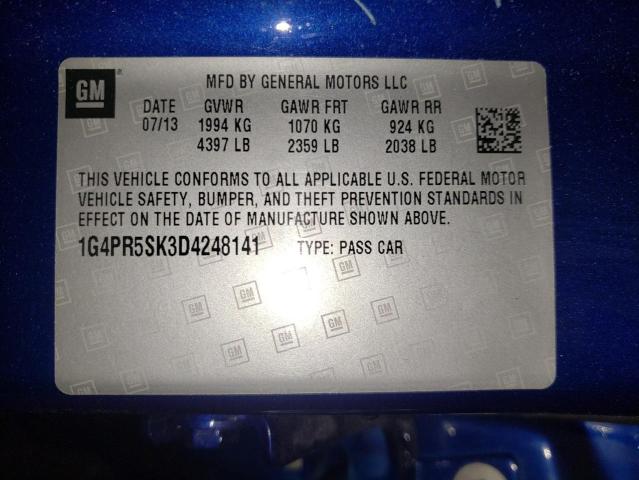 GM
MFD BY GENERAL MOTORS LLC
DATE GVWR GAWR FRT GAWR RR
07/13 1994 KG 1070 KG 924 KG
4397 LB 2359 LB 2038 LB
THIS VEHICLE CONFORMS TO ALL APPLICABLE U.S. FEDERAL MOTOR
VEHICLE SAFETY, BUMPER, AND THEFT PREVENTION STANDARDS IN
EFFECT ON THE DATE OF MANUFACTURE SHOWN ABOVE.
1G4PR5SK3D4248141 TYPE: PASS CAR